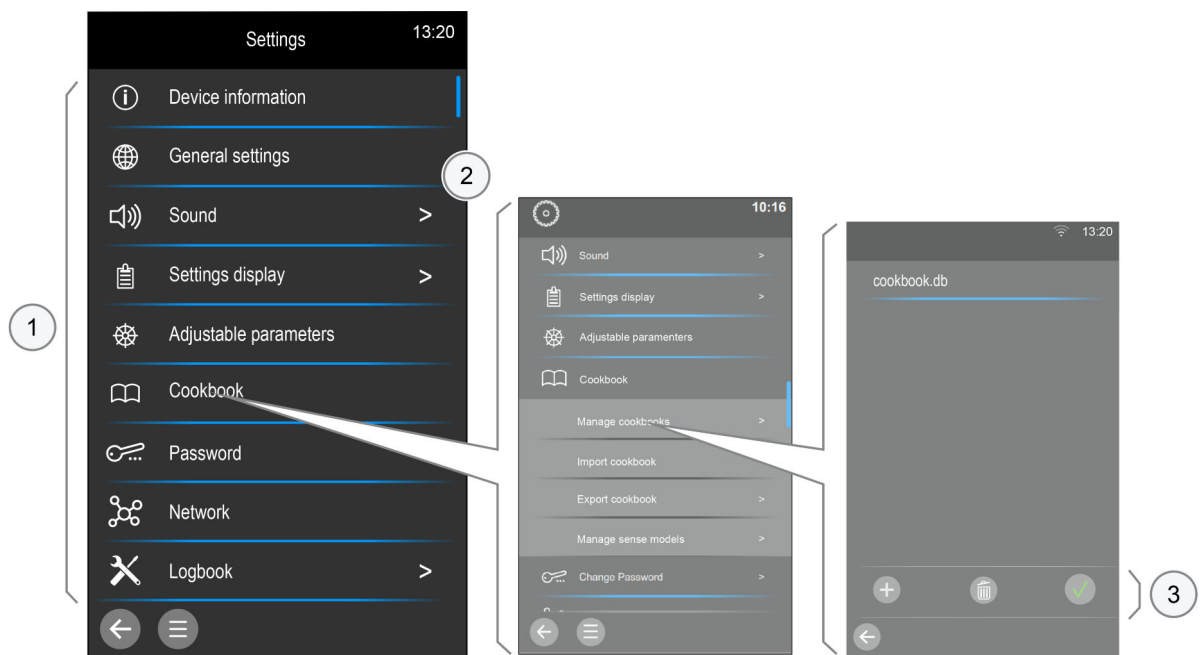 Settings
13:20
Device information
General settings
Sound >
Settings display >
Adjustable parameters
Cookbook
Password
Network
Logbook >
1
2
10:16
Sound >
Settings display >
Adjustable paramenters
Cookbook
Manage cookbooks >
Import cookbook
Export cookbook >
Manage sense models >
Change Password >
13:20
cookbook.db
3